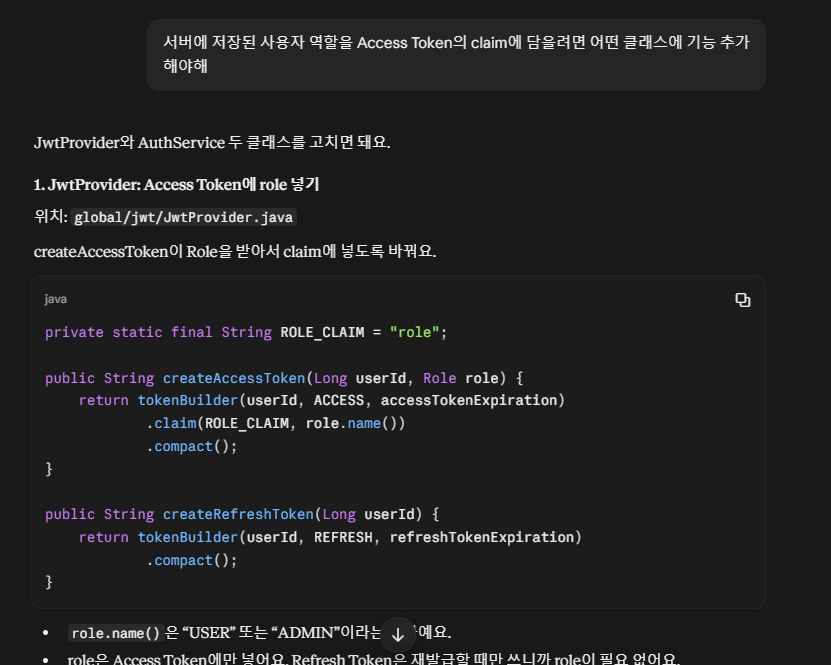 서버에 저장된 사용자 역할을 Access Token의 claim에 담을려면 어떤 클래스에 기능 추가
해야해
JwtProvider와 AuthService 두 클래스를 고치면 돼요.
1. JwtProvider: Access Token에 role 넣기
위치: global/jwt/JwtProvider.java
createAccessToken이 Role을 받아서 claim에 넣도록 바꿔요.
java
private static final String ROLE_CLAIM = "role";
public String createAccessToken(Long userId, Role role) {
    return tokenBuilder(userId, ACCESS, accessTokenExpiration)
            .claim(ROLE_CLAIM, role.name())
            .compact();
}
public String createRefreshToken(Long userId) {
    return tokenBuilder(userId, REFRESH, refreshTokenExpiration)
            .compact();
}
• role.name()은 “USER” 또는 “ADMIN”이라는 예요.
• role은 Access Token에만 넣어요. Refresh Token은 재발급할 때만 쓰니까 role이 필요 없어요.